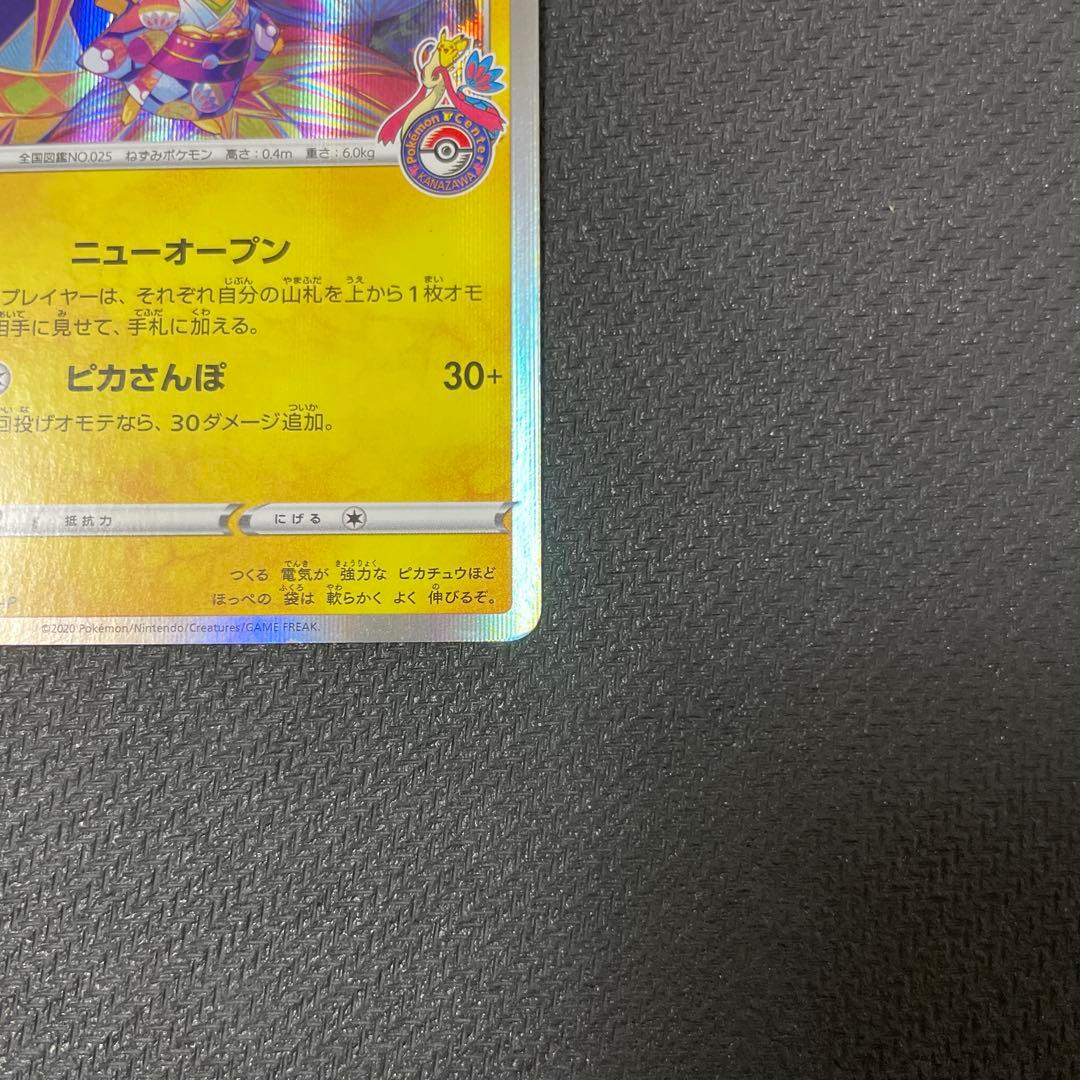 Pokémon Center
KANAZAWA
全国図鑑NO.025 ねずみポケモン 高さ:0.4m 重さ:6.0kg
ニューオープン
プレイヤーは、それぞれ自分の山札を上から1枚オモ
相手に見せて、手札に加える。
ピカさんぽ 30+
回投げオモテなら、30ダメージ追加。
抵抗力 にげる
つくる 電気が 強力な ピカチュウほど
ほっぺの 袋は 軟らかく よく 伸びるぞ。
©2020 Pokémon/Nintendo/Creatures/GAME FREAK.